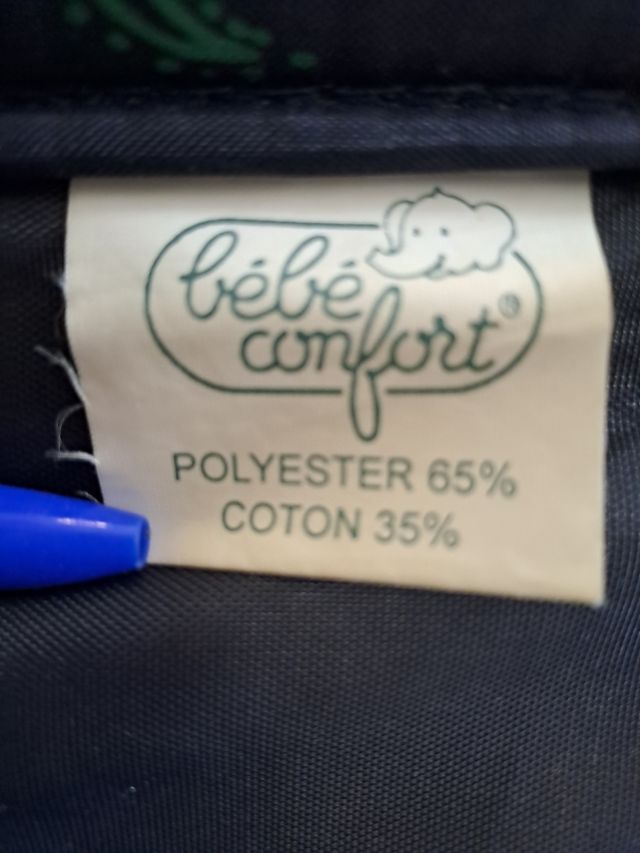 bébé
confort®
POLYESTER 65%
COTON 35%